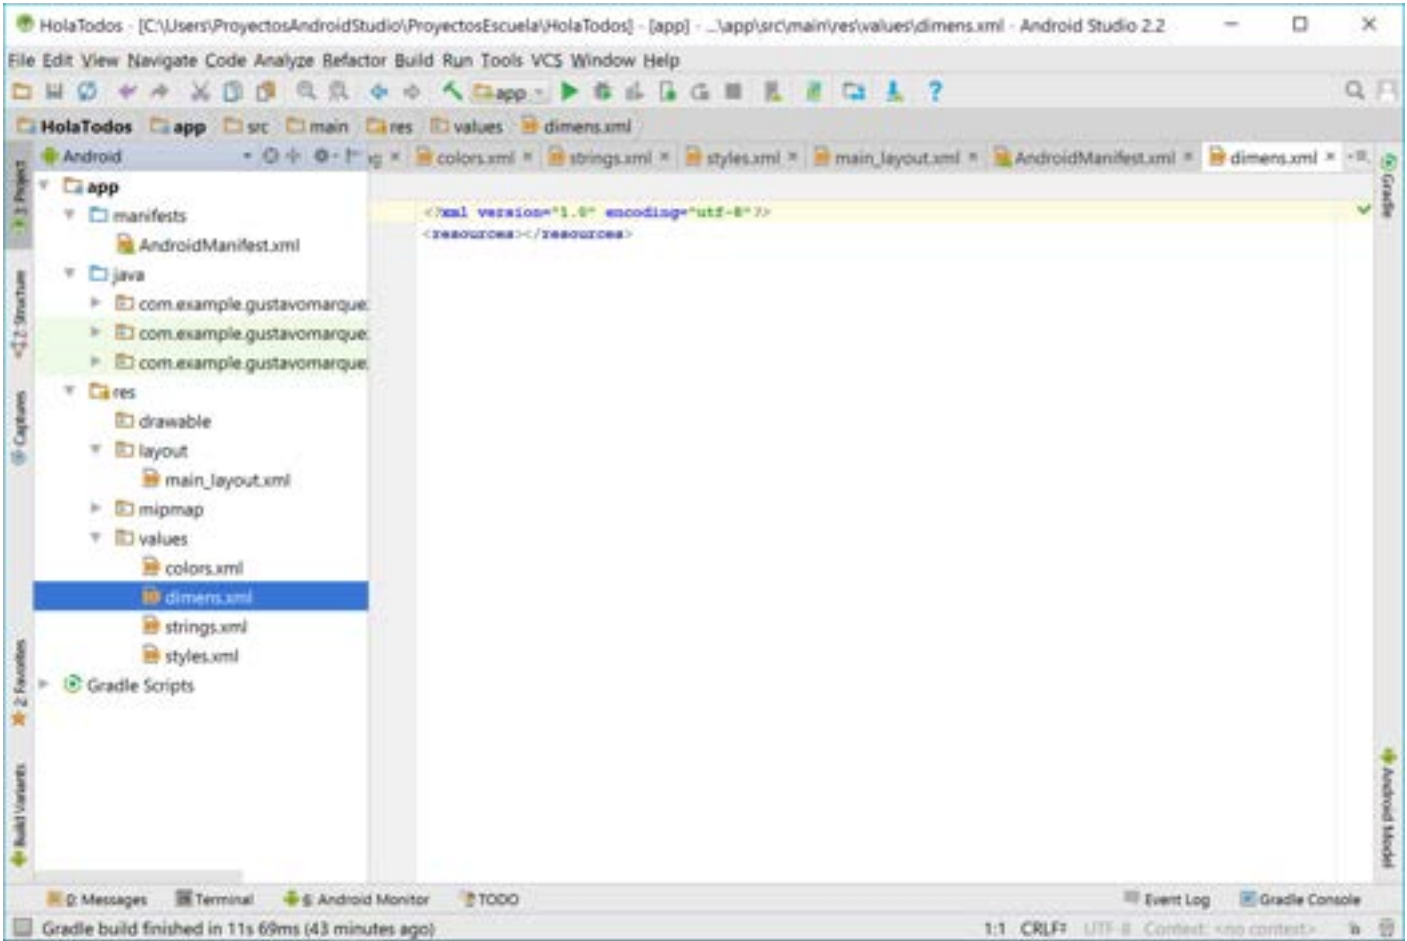 HolaTodos - [C:\Users\ProyectosAndroidStudio\ProyectosEscuela\HolaTodos] - [app] - ...\app\src\main\res\values\dimens.xml - Android Studio 2.2
File Edit View Navigate Code Analyze Refactor Build Run Tools VCS Window Help
app
HolaTodos app src main res values dimens.xml
Android
colors.xml strings.xml styles.xml main_layout.xml AndroidManifest.xml dimens.xml
1: Project
Gradle
app
manifests
AndroidManifest.xml
java
com.example.gustavomarque
com.example.gustavomarque
com.example.gustavomarque
res
drawable
layout
main_layout.xml
mipmap
values
colors.xml
dimens.xml
strings.xml
styles.xml
Gradle Scripts
<?xml version="1.0" encoding="utf-8"?>
<resources></resources>
Z: Structure
Captures
2: Favorites
Build Variants
Android Model
0: Messages Terminal 6: Android Monitor TODO Event Log Gradle Console
Gradle build finished in 11s 69ms (43 minutes ago) 1:1 CRLF UTF-8 Context: <no context>